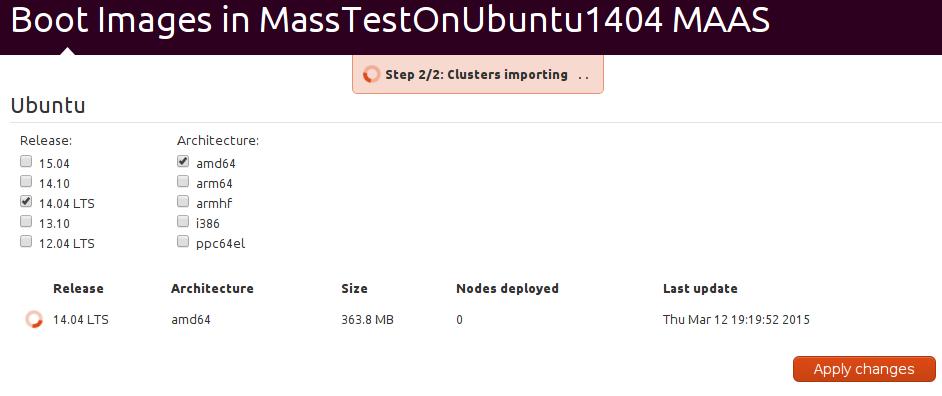 Boot Images in MassTestOnUbuntu1404 MAAS
Step 2/2: Clusters importing ..
Ubuntu
Release: Architecture:
15.04 amd64
14.10 arm64
14.04 LTS armhf
13.10 i386
12.04 LTS ppc64el
Release Architecture Size Nodes deployed Last update
14.04 LTS amd64 363.8 MB 0 Thu Mar 12 19:19:52 2015
Apply changes